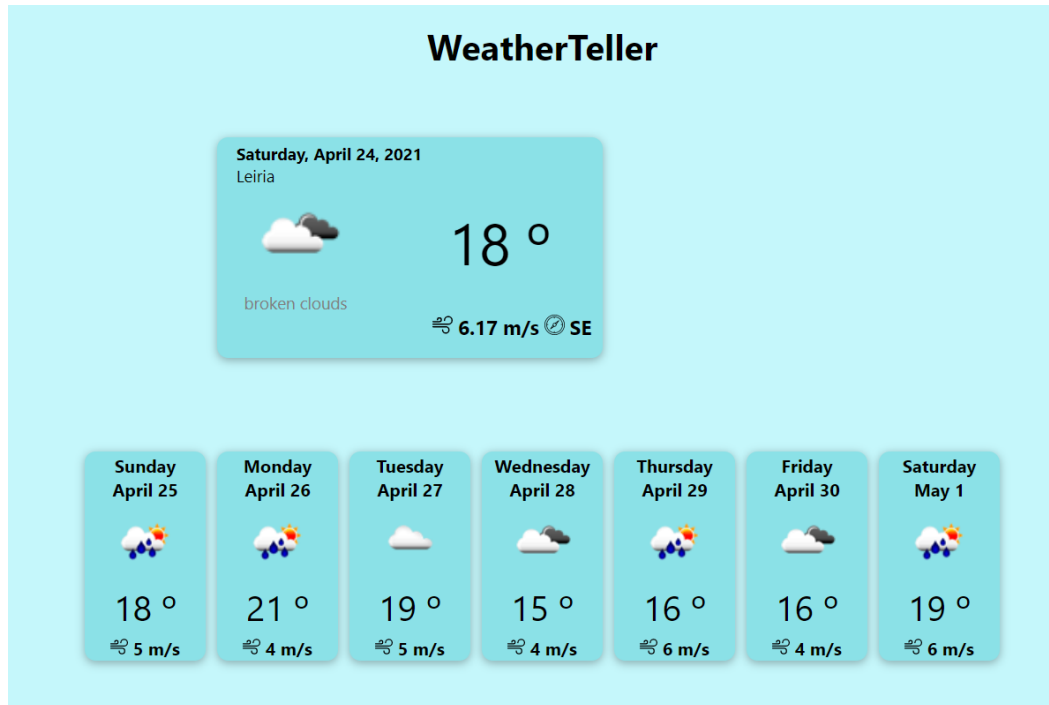 WeatherTeller
Saturday, April 24, 2021
Leiria
18 º
broken clouds
6.17 m/s SE
Sunday
April 25
18 º
5 m/s
Monday
April 26
21 º
4 m/s
Tuesday
April 27
19 º
5 m/s
Wednesday
April 28
15 º
4 m/s
Thursday
April 29
16 º
6 m/s
Friday
April 30
16 º
4 m/s
Saturday
May 1
19 º
6 m/s